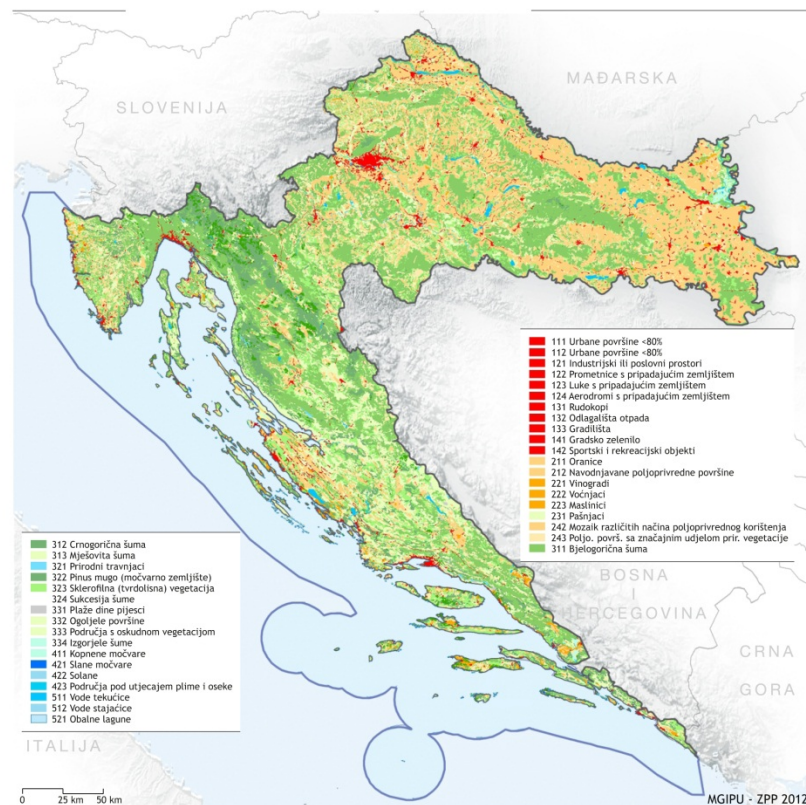 MAĐARSKA
SLOVENIJA
111 Urbane površine <80%
112 Urbane površine <80%
121 Industrijski ili poslovni prostori
122 Prometnice s pripadajućim zemljištem
123 Luke s pripadajućim zemljištem
124 Aerodromi s pripadajućim zemljištem
131 Rudokopi
132 Odlagališta otpada
133 Gradilišta
141 Gradsko zelenilo
142 Sportski i rekreacijski objekti
211 Oranice
212 Navodnjavane poljoprivredne površine
221 Vinogradi
222 Voćnjaci
223 Maslinici
231 Pašnjaci
242 Mozaik različitih načina poljoprivrednog korištenja
243 Poljo. površ. sa značajnim udjelom prir. vegetacije
311 Bjelogorična šuma
312 Crnogorična šuma
313 Mješovita šuma
321 Prirodni travnjaci
322 Pinus mugo (močvarno zemljište)
323 Sklerofilna (tvrdolisna) vegetacija
324 Sukcesija šume
331 Plaže dine pijesci
332 Ogoljele površine
333 Područja s oskudnom vegetacijom
334 Izgorjele šume
411 Kopnene močvare
421 Slane močvare
422 Solane
423 Područja pod utjecajem plime i oseke
511 Vode tekućice
512 Vode stajaćice
521 Obalne lagune
BOSNA
I
HERCEGOVINA
CRNA
GORA
ITALIJA
0 25 km 50 km
MGIPU - ZPP 2012